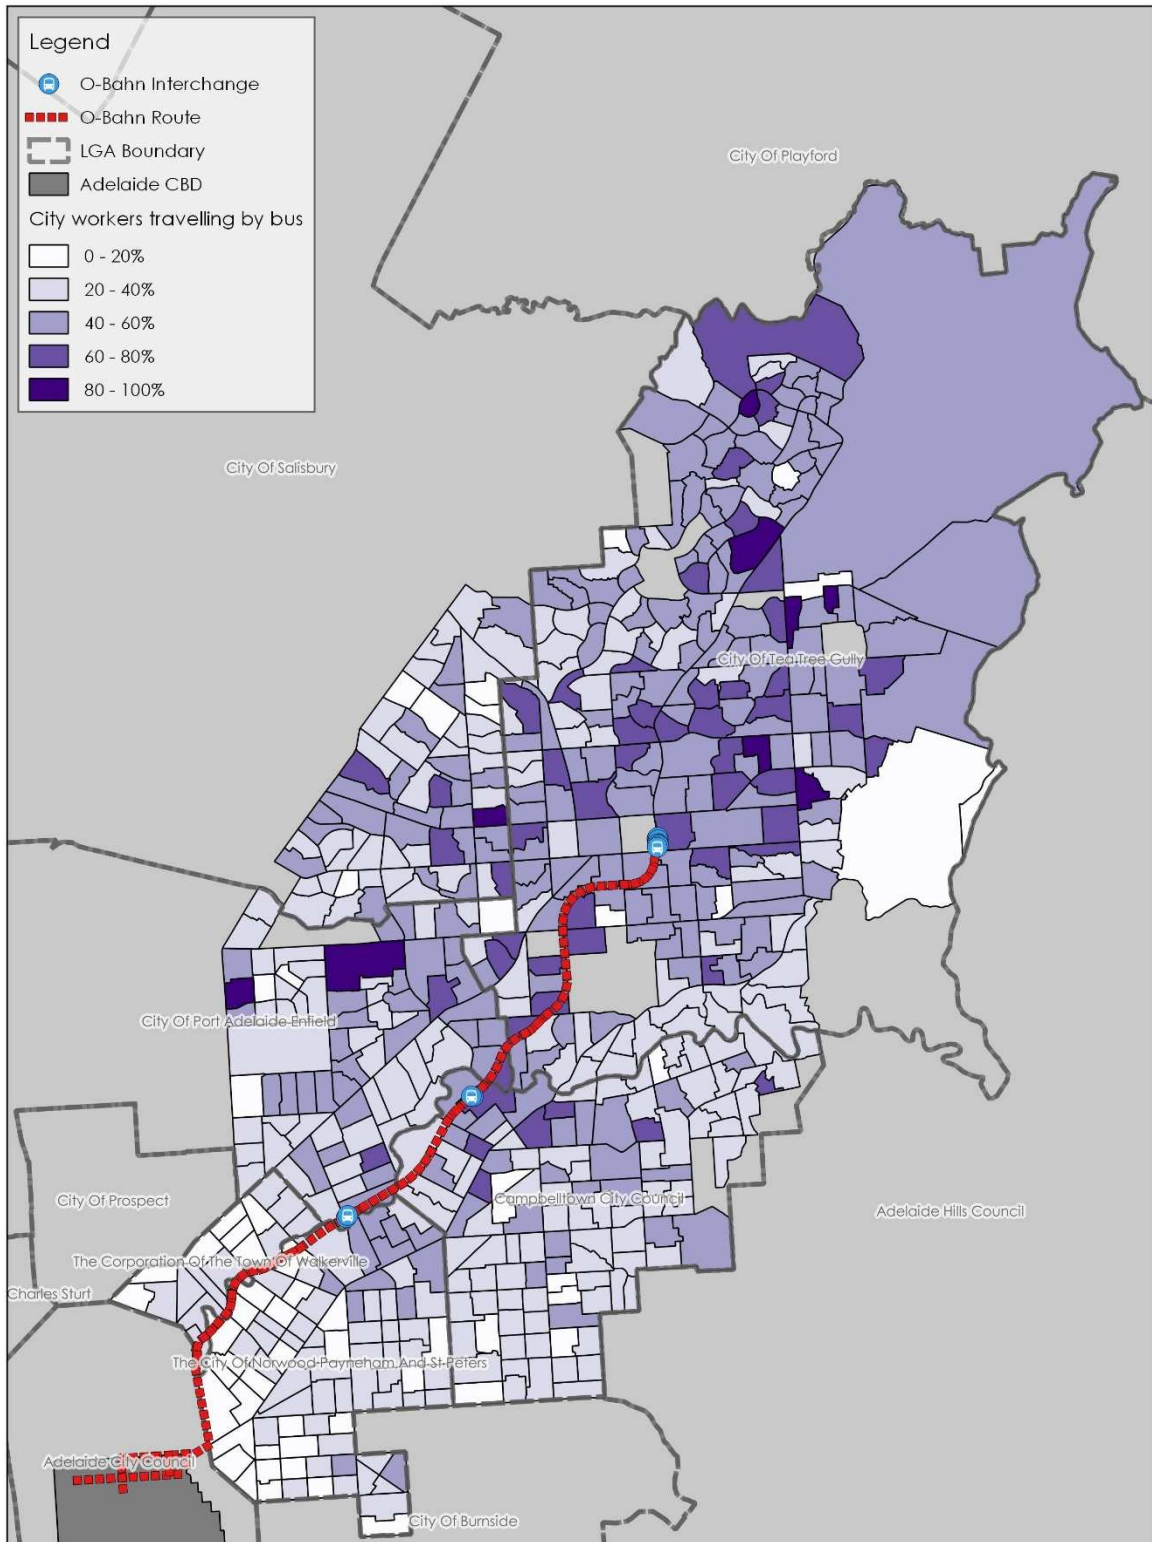 Legend
O-Bahn Interchange
O-Bahn Route
LGA Boundary
Adelaide CBD
City workers travelling by bus
0 - 20%
20 - 40%
40 - 60%
60 - 80%
80 - 100%
City Of Playford
City Of Salisbury
City Of Tea Tree Gully
City Of Port Adelaide Enfield
City Of Prospect
Campbelltown City Council
Adelaide Hills Council
The Corporation Of The Town Of Walkerville
Charles Sturt
The City Of Norwood Payneham And St Peters
Adelaide City Council
City Of Burnside